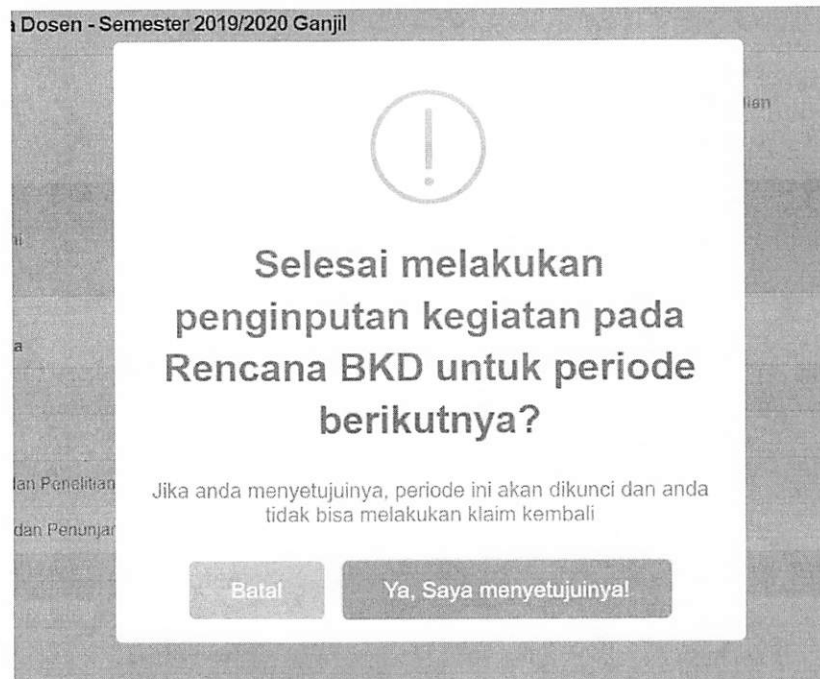 a Dosen - Semester 2019/2020 Ganjil
Selesai melakukan
penginputan kegiatan pada
Rencana BKD untuk periode
berikutnya?
dan Penelitian
Jika anda menyetujuinya, periode ini akan dikunci dan anda
tidak bisa melakukan klaim kembali
dan Penunjan
Batal
Ya, Saya menyetujuinya!